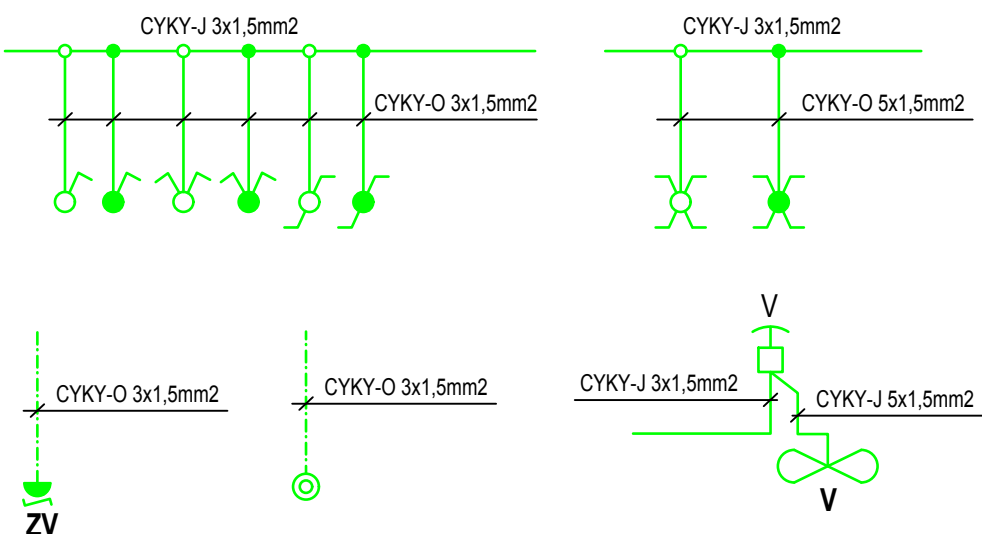 CYKY-J 3x1,5mm2
CYKY-J 3x1,5mm2
CYKY-O 3x1,5mm2
CYKY-O 5x1,5mm2
V
CYKY-O 3x1,5mm2
CYKY-O 3x1,5mm2
CYKY-J 3x1,5mm2
CYKY-J 5x1,5mm2
ZV
V